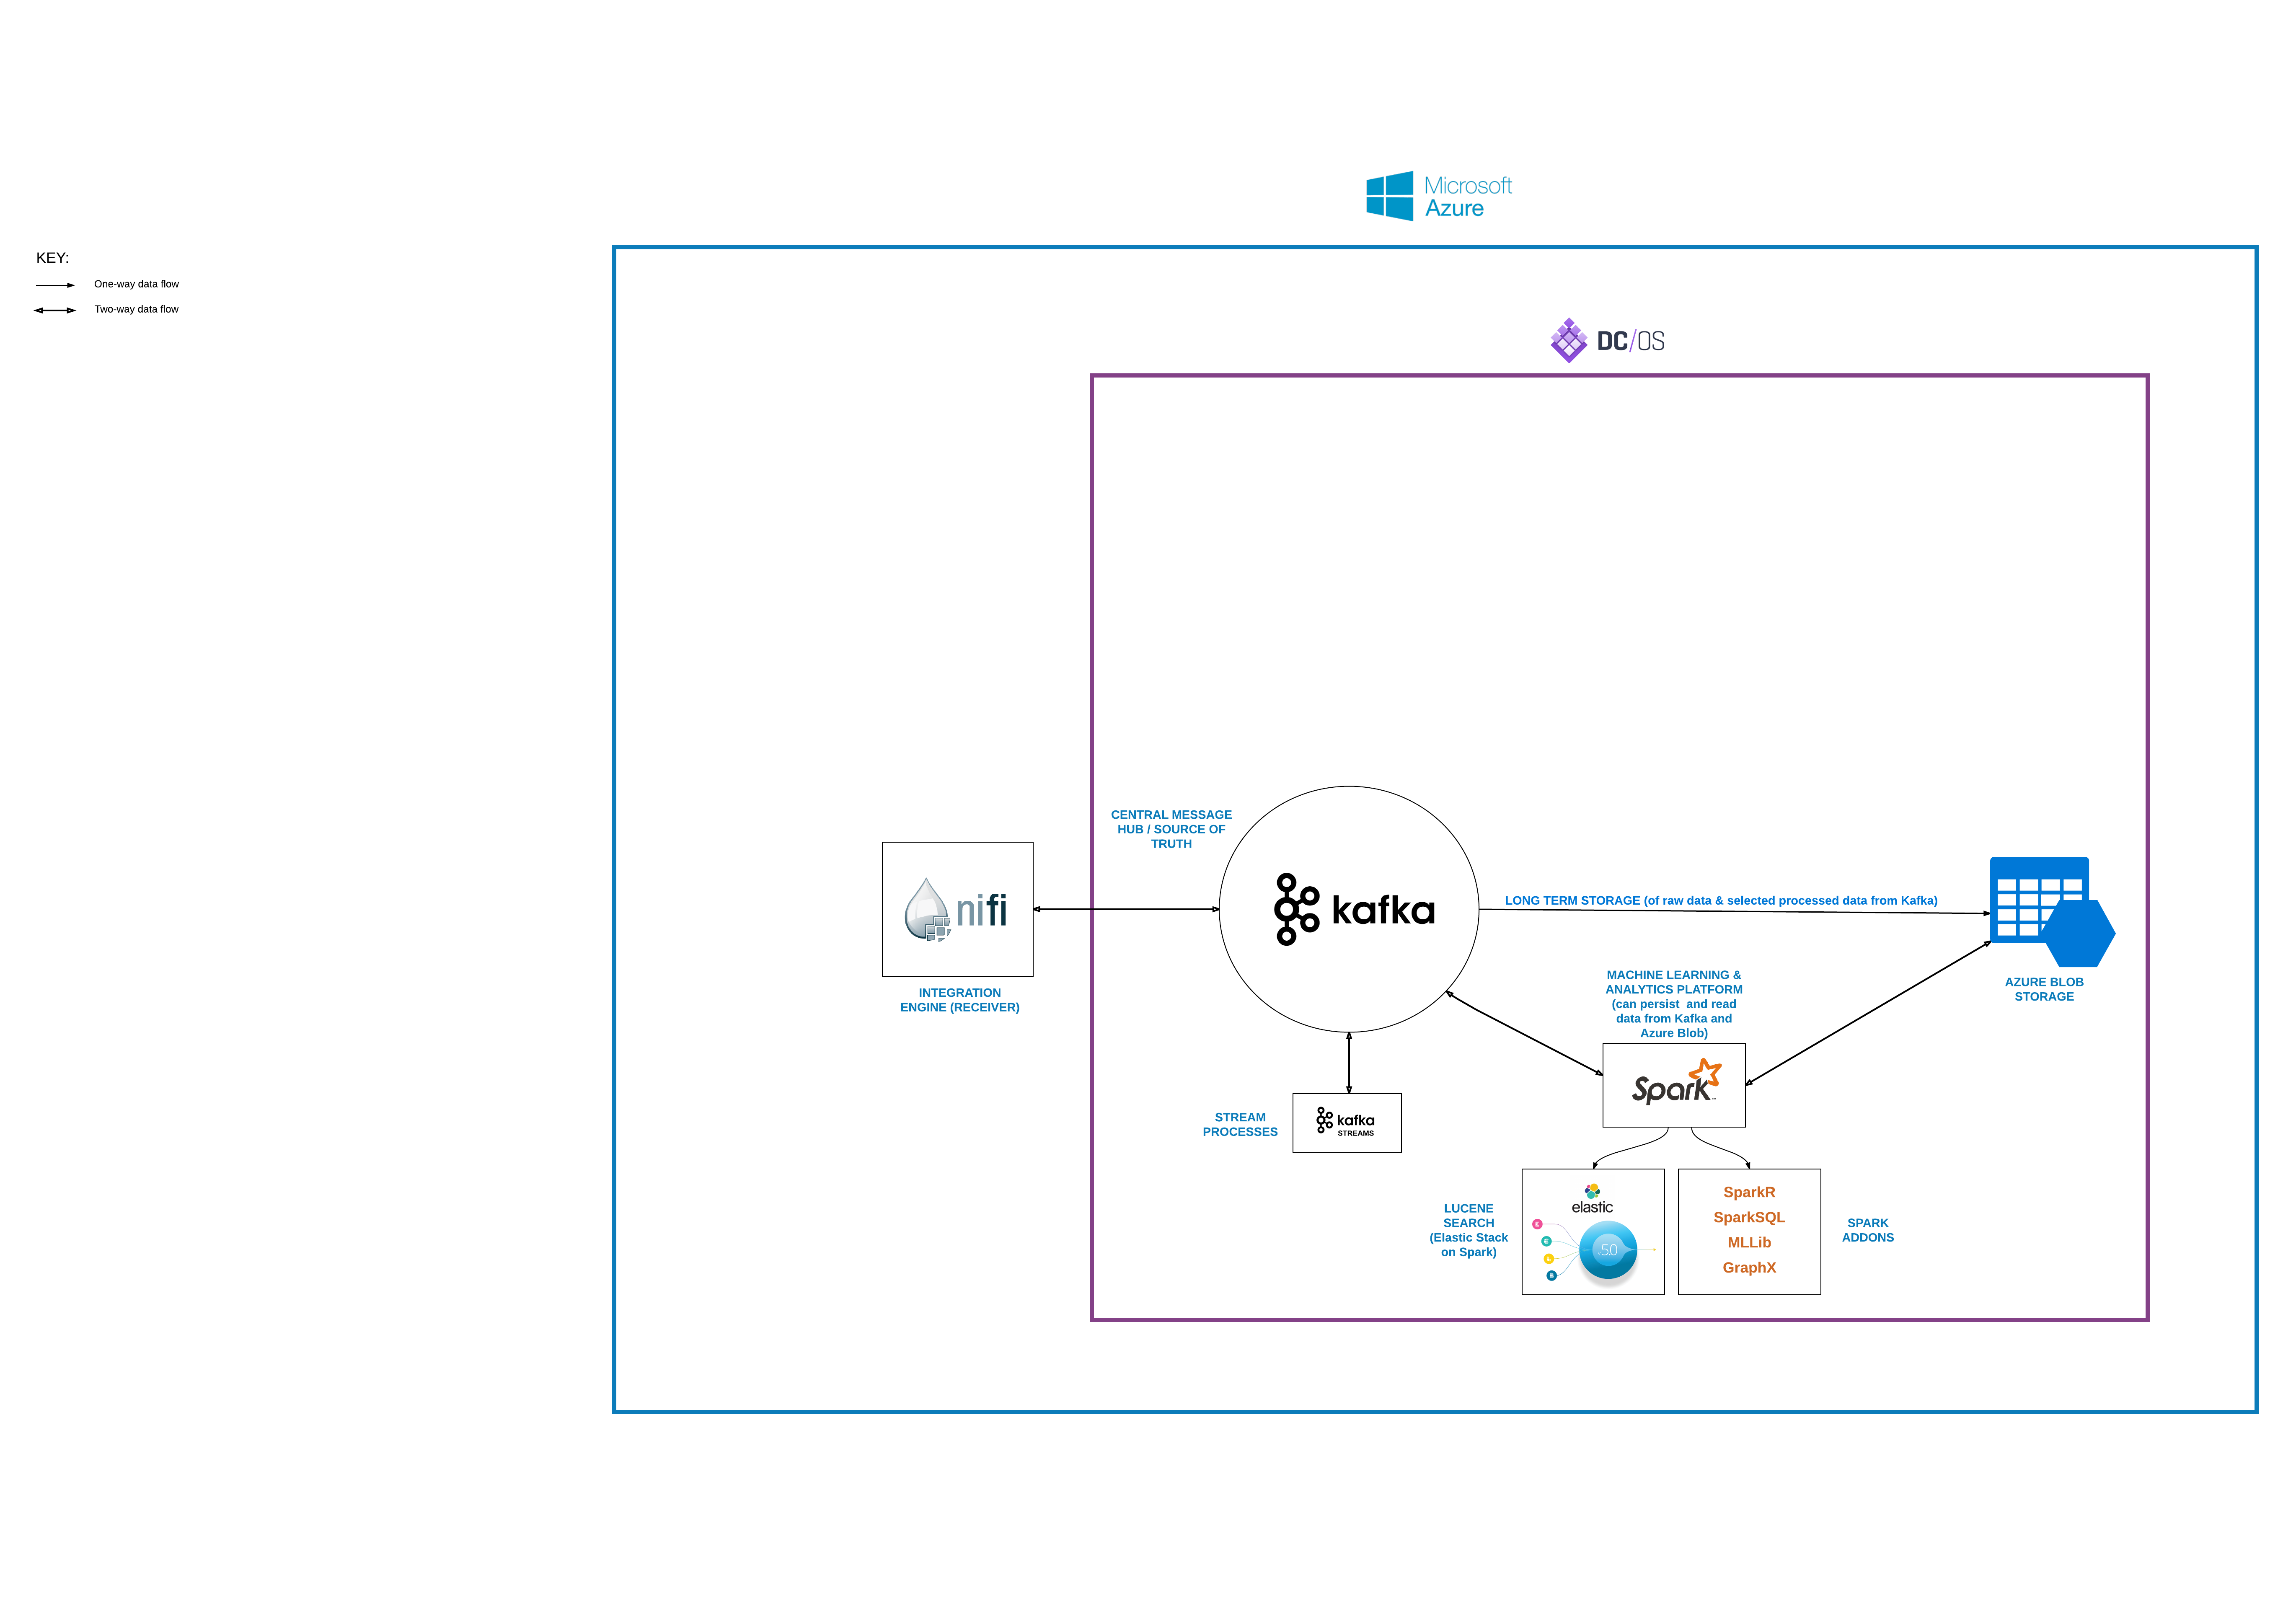 Microsoft
Azure
KEY:
One-way data flow
Two-way data flow
DC/OS
CENTRAL MESSAGE
HUB / SOURCE OF
TRUTH
nifi
kafka
LONG TERM STORAGE (of raw data & selected processed data from Kafka)
INTEGRATION
ENGINE (RECEIVER)
MACHINE LEARNING &
ANALYTICS PLATFORM
(can persist and read
data from Kafka and
Azure Blob)
AZURE BLOB
STORAGE
Spark
STREAM
PROCESSES
kafka
STREAMS
LUCENE
SEARCH
(Elastic Stack
on Spark)
elastic
5.0
SparkR
SparkSQL
MLLib
GraphX
SPARK
ADDONS